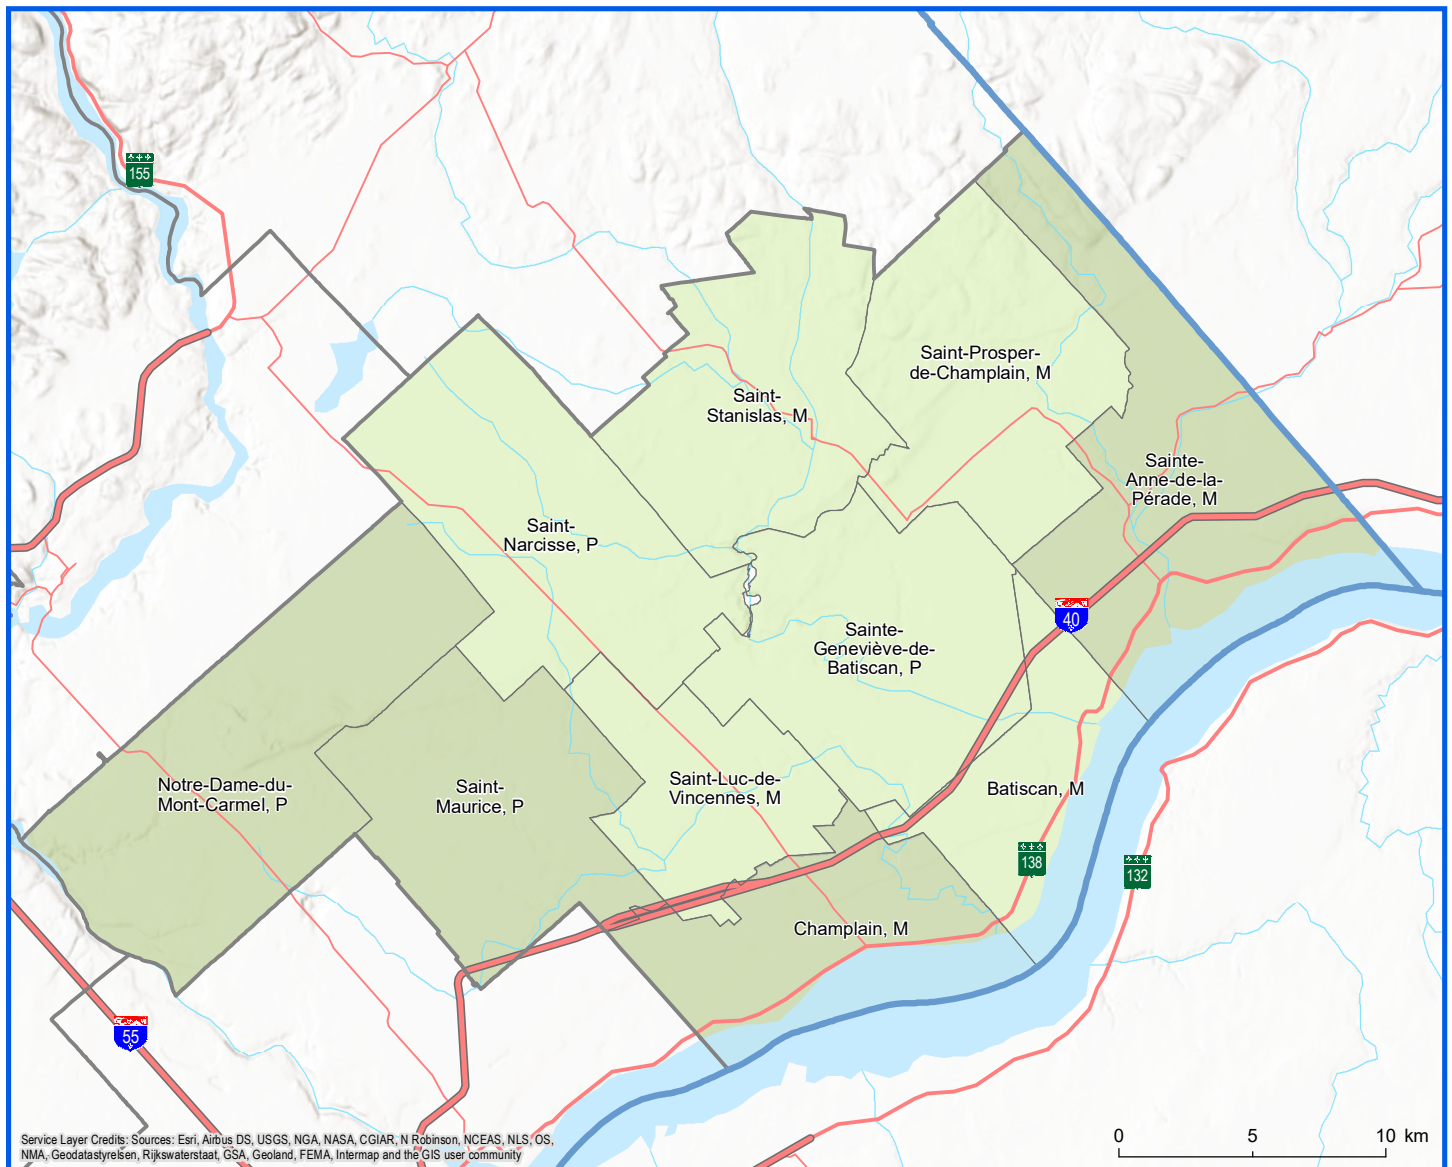 155
Saint-Prosper-
de-Champlain, M
Saint-
Stanislas, M
Sainte-
Anne-de-la-
Pérade, M
Saint-
Narcisse, P
40
Sainte-
Geneviève-de-
Batiscan, P
Notre-Dame-du-
Mont-Carmel, P
Saint-
Maurice, P
Saint-Luc-de-
Vincennes, M
Batiscan, M
138
132
Champlain, M
55
Service Layer Credits: Sources: Esri, Airbus DS, USGS, NGA, NASA, CGIAR, N Robinson, NCEAS, NLS, OS,
NMA, Geodatastyrelsen, Rijkswaterstaat, GSA, Geoland, FEMA, Intermap and the GIS user community
0 5 10 km